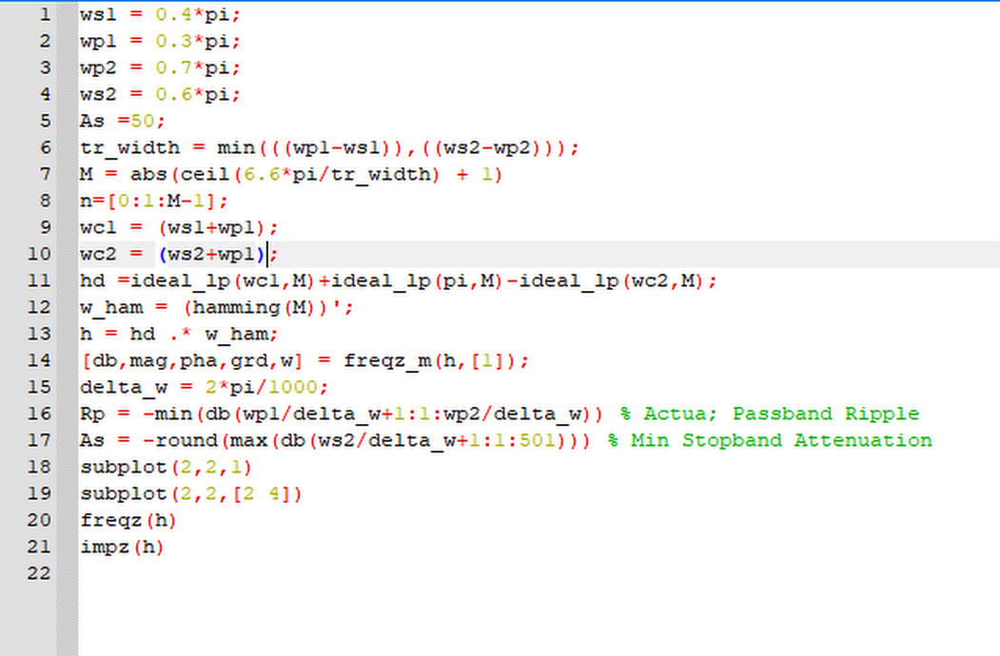 1 ws1 = 0.4*pi;
2 wp1 = 0.3*pi;
3 wp2 = 0.7*pi;
4 ws2 = 0.6*pi;
5 As =50;
6 tr_width = min(((wp1-ws1)),((ws2-wp2)));
7 M = abs(ceil(6.6*pi/tr_width) + 1)
8 n=[0:1:M-1];
9 wc1 = (ws1+wp1);
10 wc2 = (ws2+wp1);
11 hd =ideal_lp(wc1,M)+ideal_lp(pi,M)-ideal_lp(wc2,M);
12 w_ham = (hamming(M))';
13 h = hd .* w_ham;
14 [db,mag,pha,grd,w] = freqz_m(h,[1]);
15 delta_w = 2*pi/1000;
16 Rp = -min(db(wp1/delta_w+1:1:wp2/delta_w)) % Actua; Passband Ripple
17 As = -round(max(db(ws2/delta_w+1:1:501))) % Min Stopband Attenuation
18 subplot(2,2,1)
19 subplot(2,2,[2 4])
20 freqz(h)
21 impz(h)
22